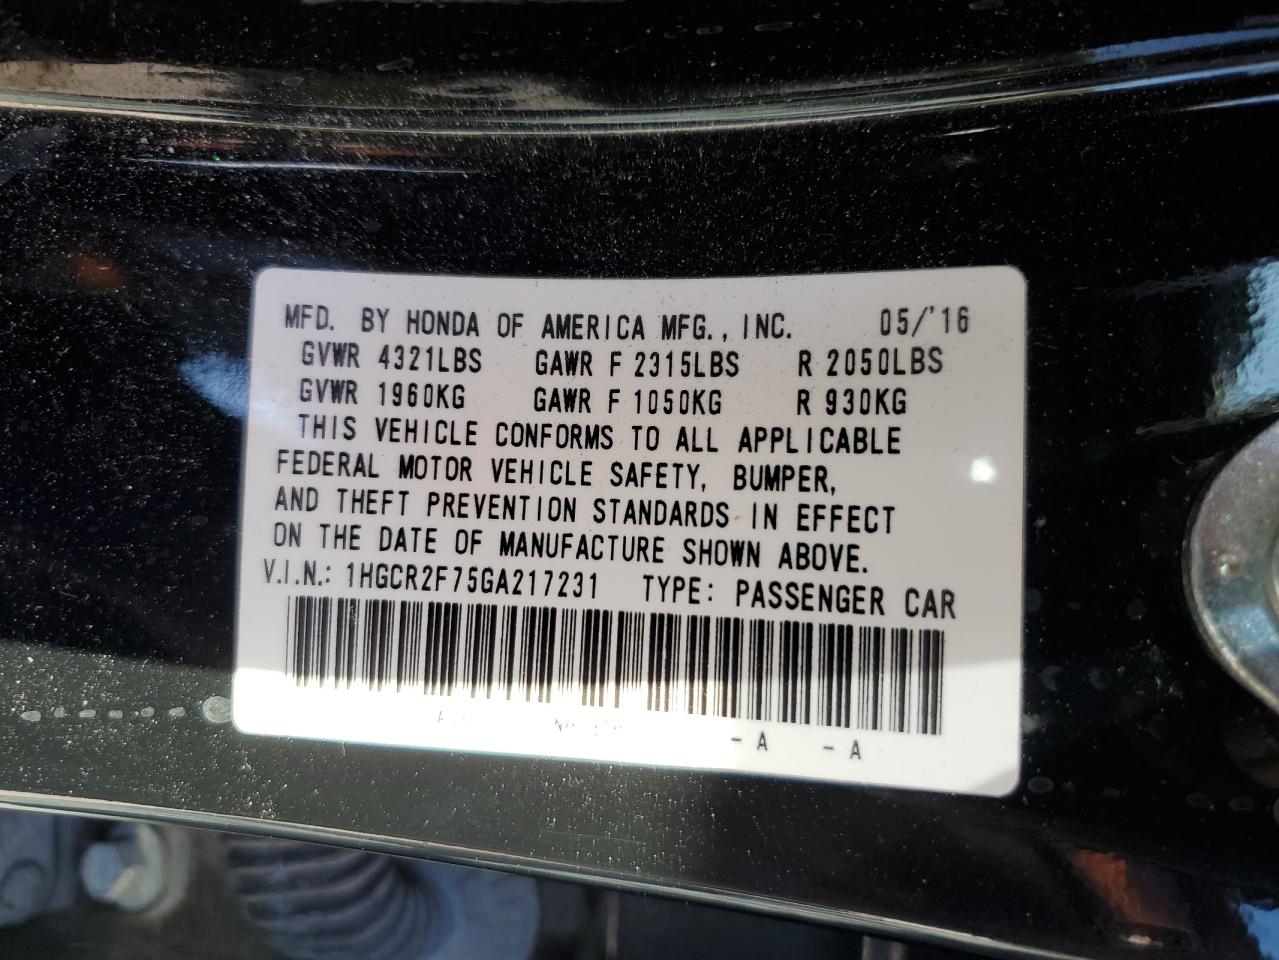 MFD. BY HONDA OF AMERICA MFG., INC. 05/'16
GVWR 4321LBS GAWR F 2315LBS R 2050LBS
GVWR 1960KG GAWR F 1050KG R 930KG
THIS VEHICLE CONFORMS TO ALL APPLICABLE
FEDERAL MOTOR VEHICLE SAFETY, BUMPER,
AND THEFT PREVENTION STANDARDS IN EFFECT
ON THE DATE OF MANUFACTURE SHOWN ABOVE.
V.I.N.: 1HGCR2F75GA217231 TYPE: PASSENGER CAR
-A -A